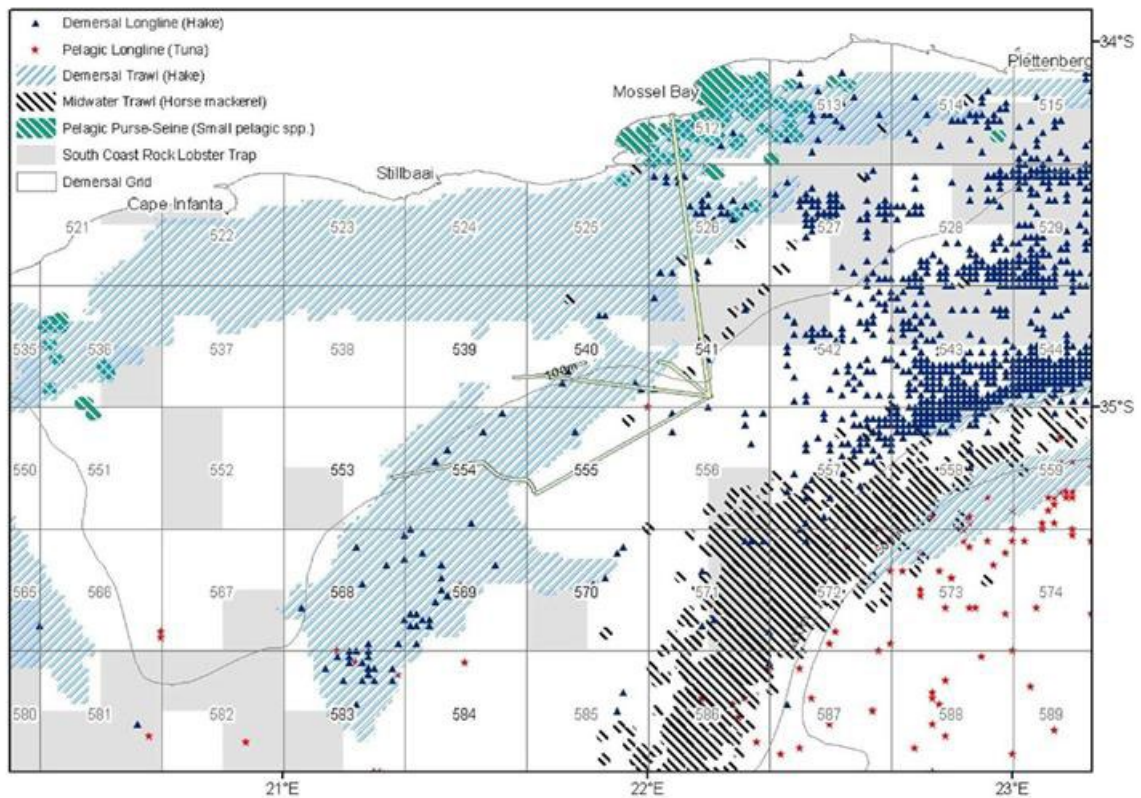 Demersal Longline (Hake)
Pelagic Longline (Tuna)
Demersal Trawl (Hake)
Midwater Trawl (Horse mackerel)
Pelagic Purse-Seine (Small pelagic spp.)
South Coast Rock Lobster Trap
Demersal Grid
34°S
Plettenberg
Mossel Bay
513 514 515
512
Stillbaai
Cape Infanta
521 522 523 524 525 526 527 528 529
535 536 537 538 539 540 541 542 543 544
100m
35°S
550 551 552 553 554 555 556 557 558 559
565 566 567 568 569 570 571 572 573 574
580 581 582 583 584 585 586 587 588 589
21°E 22°E 23°E